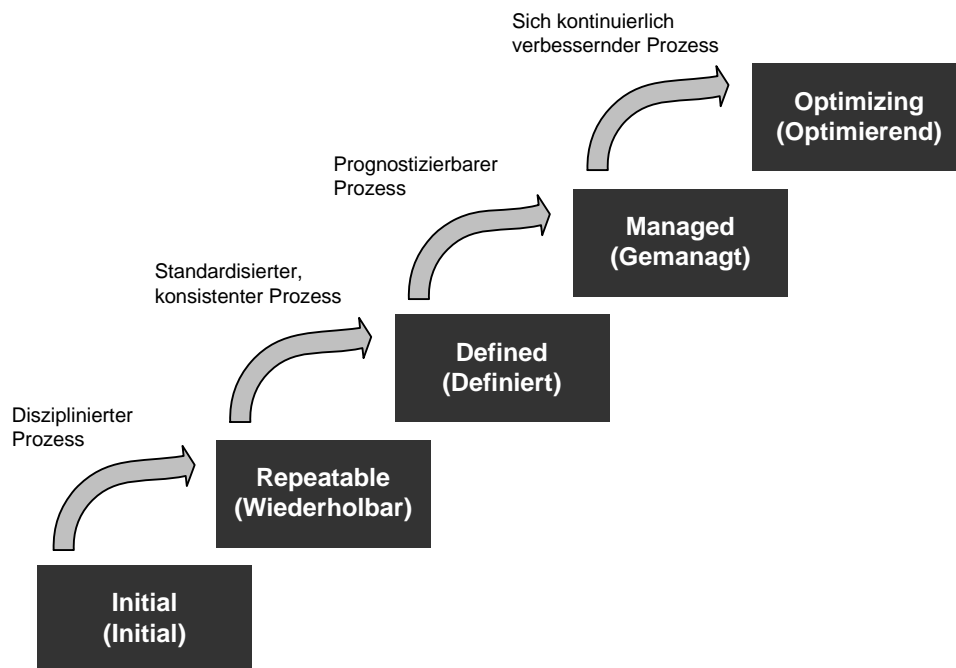 Sich kontinuierlich
verbessernder Prozess
Optimizing
(Optimierend)
Prognostizierbarer
Prozess
Managed
(Gemanagt)
Standardisierter,
konsistenter Prozess
Defined
(Definiert)
Disziplinierter
Prozess
Repeatable
(Wiederholbar)
Initial
(Initial)